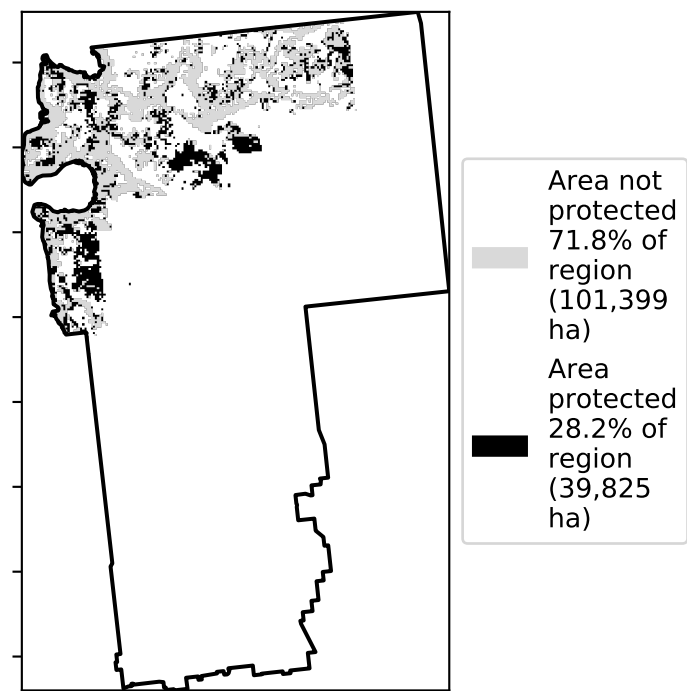 Area not
protected
71.8% of
region
(101,399
ha)
Area
protected
28.2% of
region
(39,825
ha)